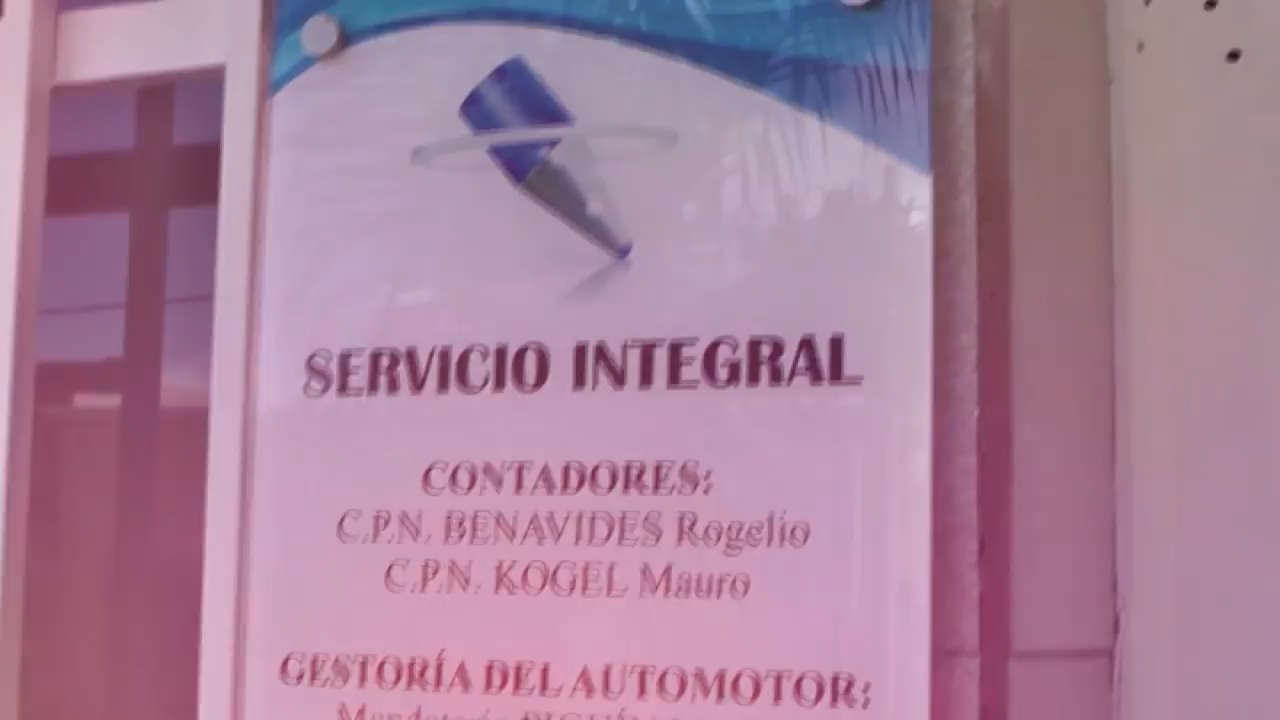 SERVICIO INTEGRAL
CONTADORES:
C.P.N. BENAVIDES Rogelio
C.P.N. KOGEL Mauro
GESTORÍA DEL AUTOMOTOR: